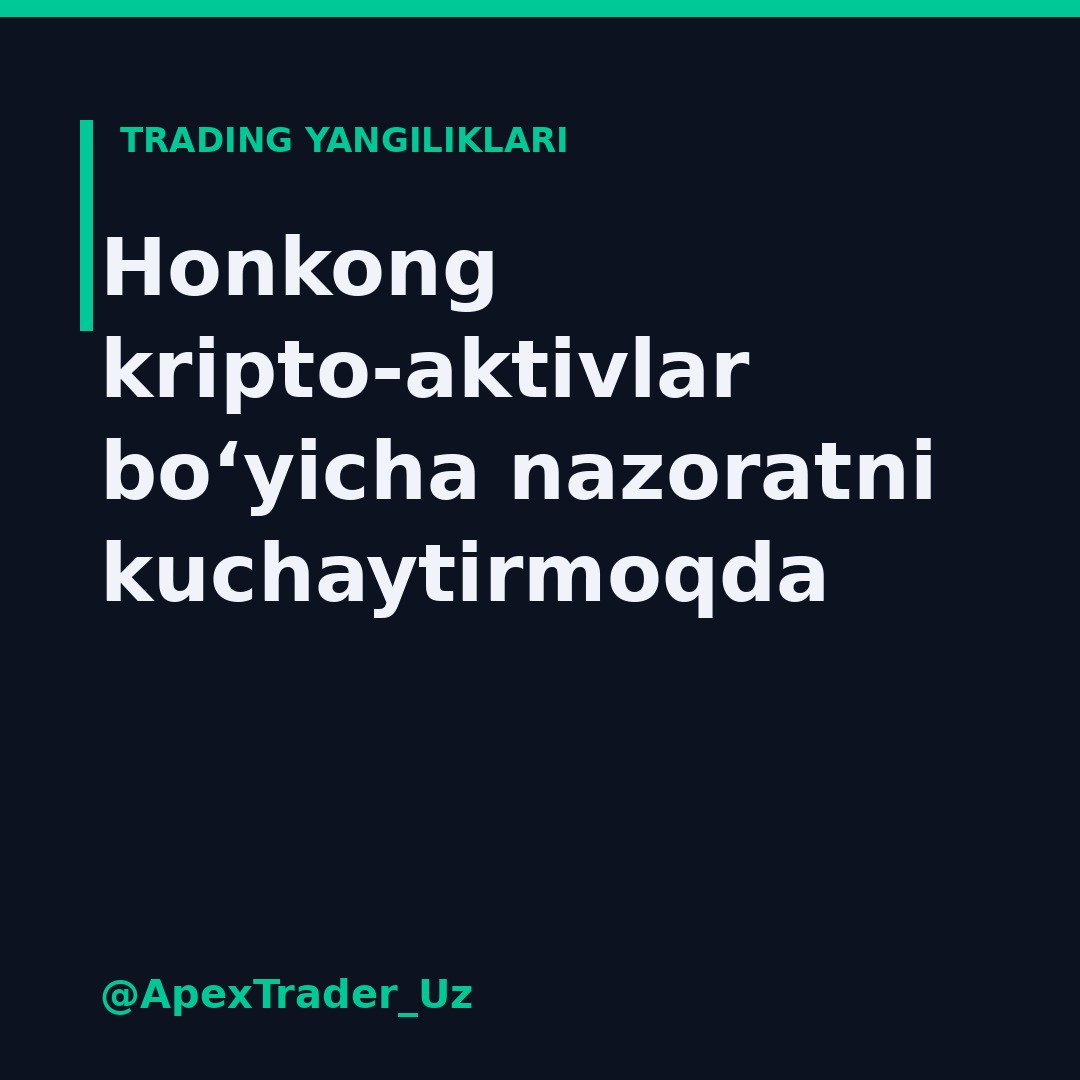 TRADING YANGILIKLARI
Honkong
kripto-aktivlar
bo‘yicha nazoratni
kuchaytirmoqda
@ApexTrader_Uz